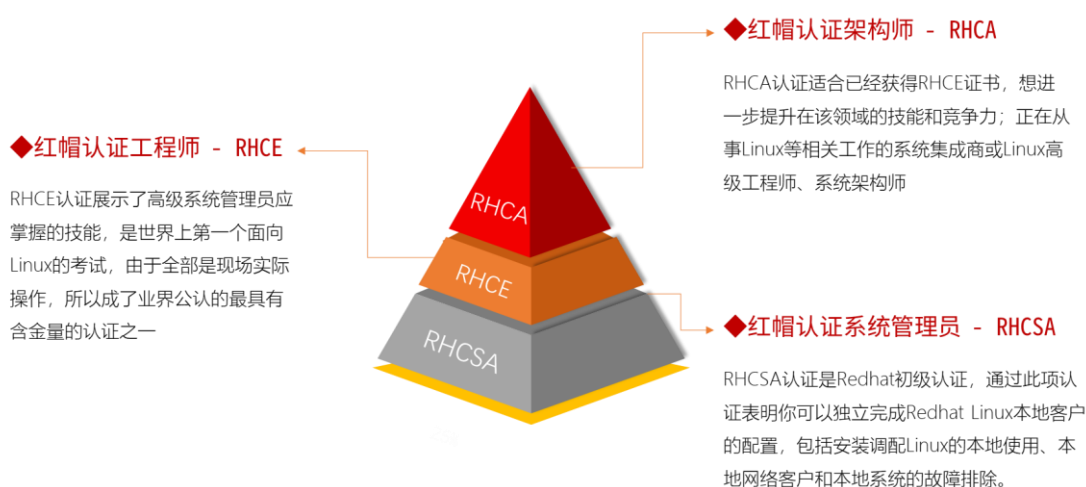 ◆红帽认证架构师 - RHCA
RHCA认证适合已经获得RHCE证书，想进
一步提升在该领域的技能和竞争力；正在从
事Linux等相关工作的系统集成商或Linux高
级工程师、系统架构师
◆红帽认证工程师 - RHCE
RHCE认证展示了高级系统管理员应
掌握的技能，是世界上第一个面向
Linux的考试，由于全部是现场实际
操作，所以成了业界公认的最具有
含金量的认证之一
RHCA
RHCE
RHCSA
◆红帽认证系统管理员 - RHCSA
RHCSA认证是Redhat初级认证，通过此项认
证表明你可以独立完成Redhat Linux本地客户
的配置，包括安装调配Linux的本地使用、本
地网络客户和本地系统的故障排除。